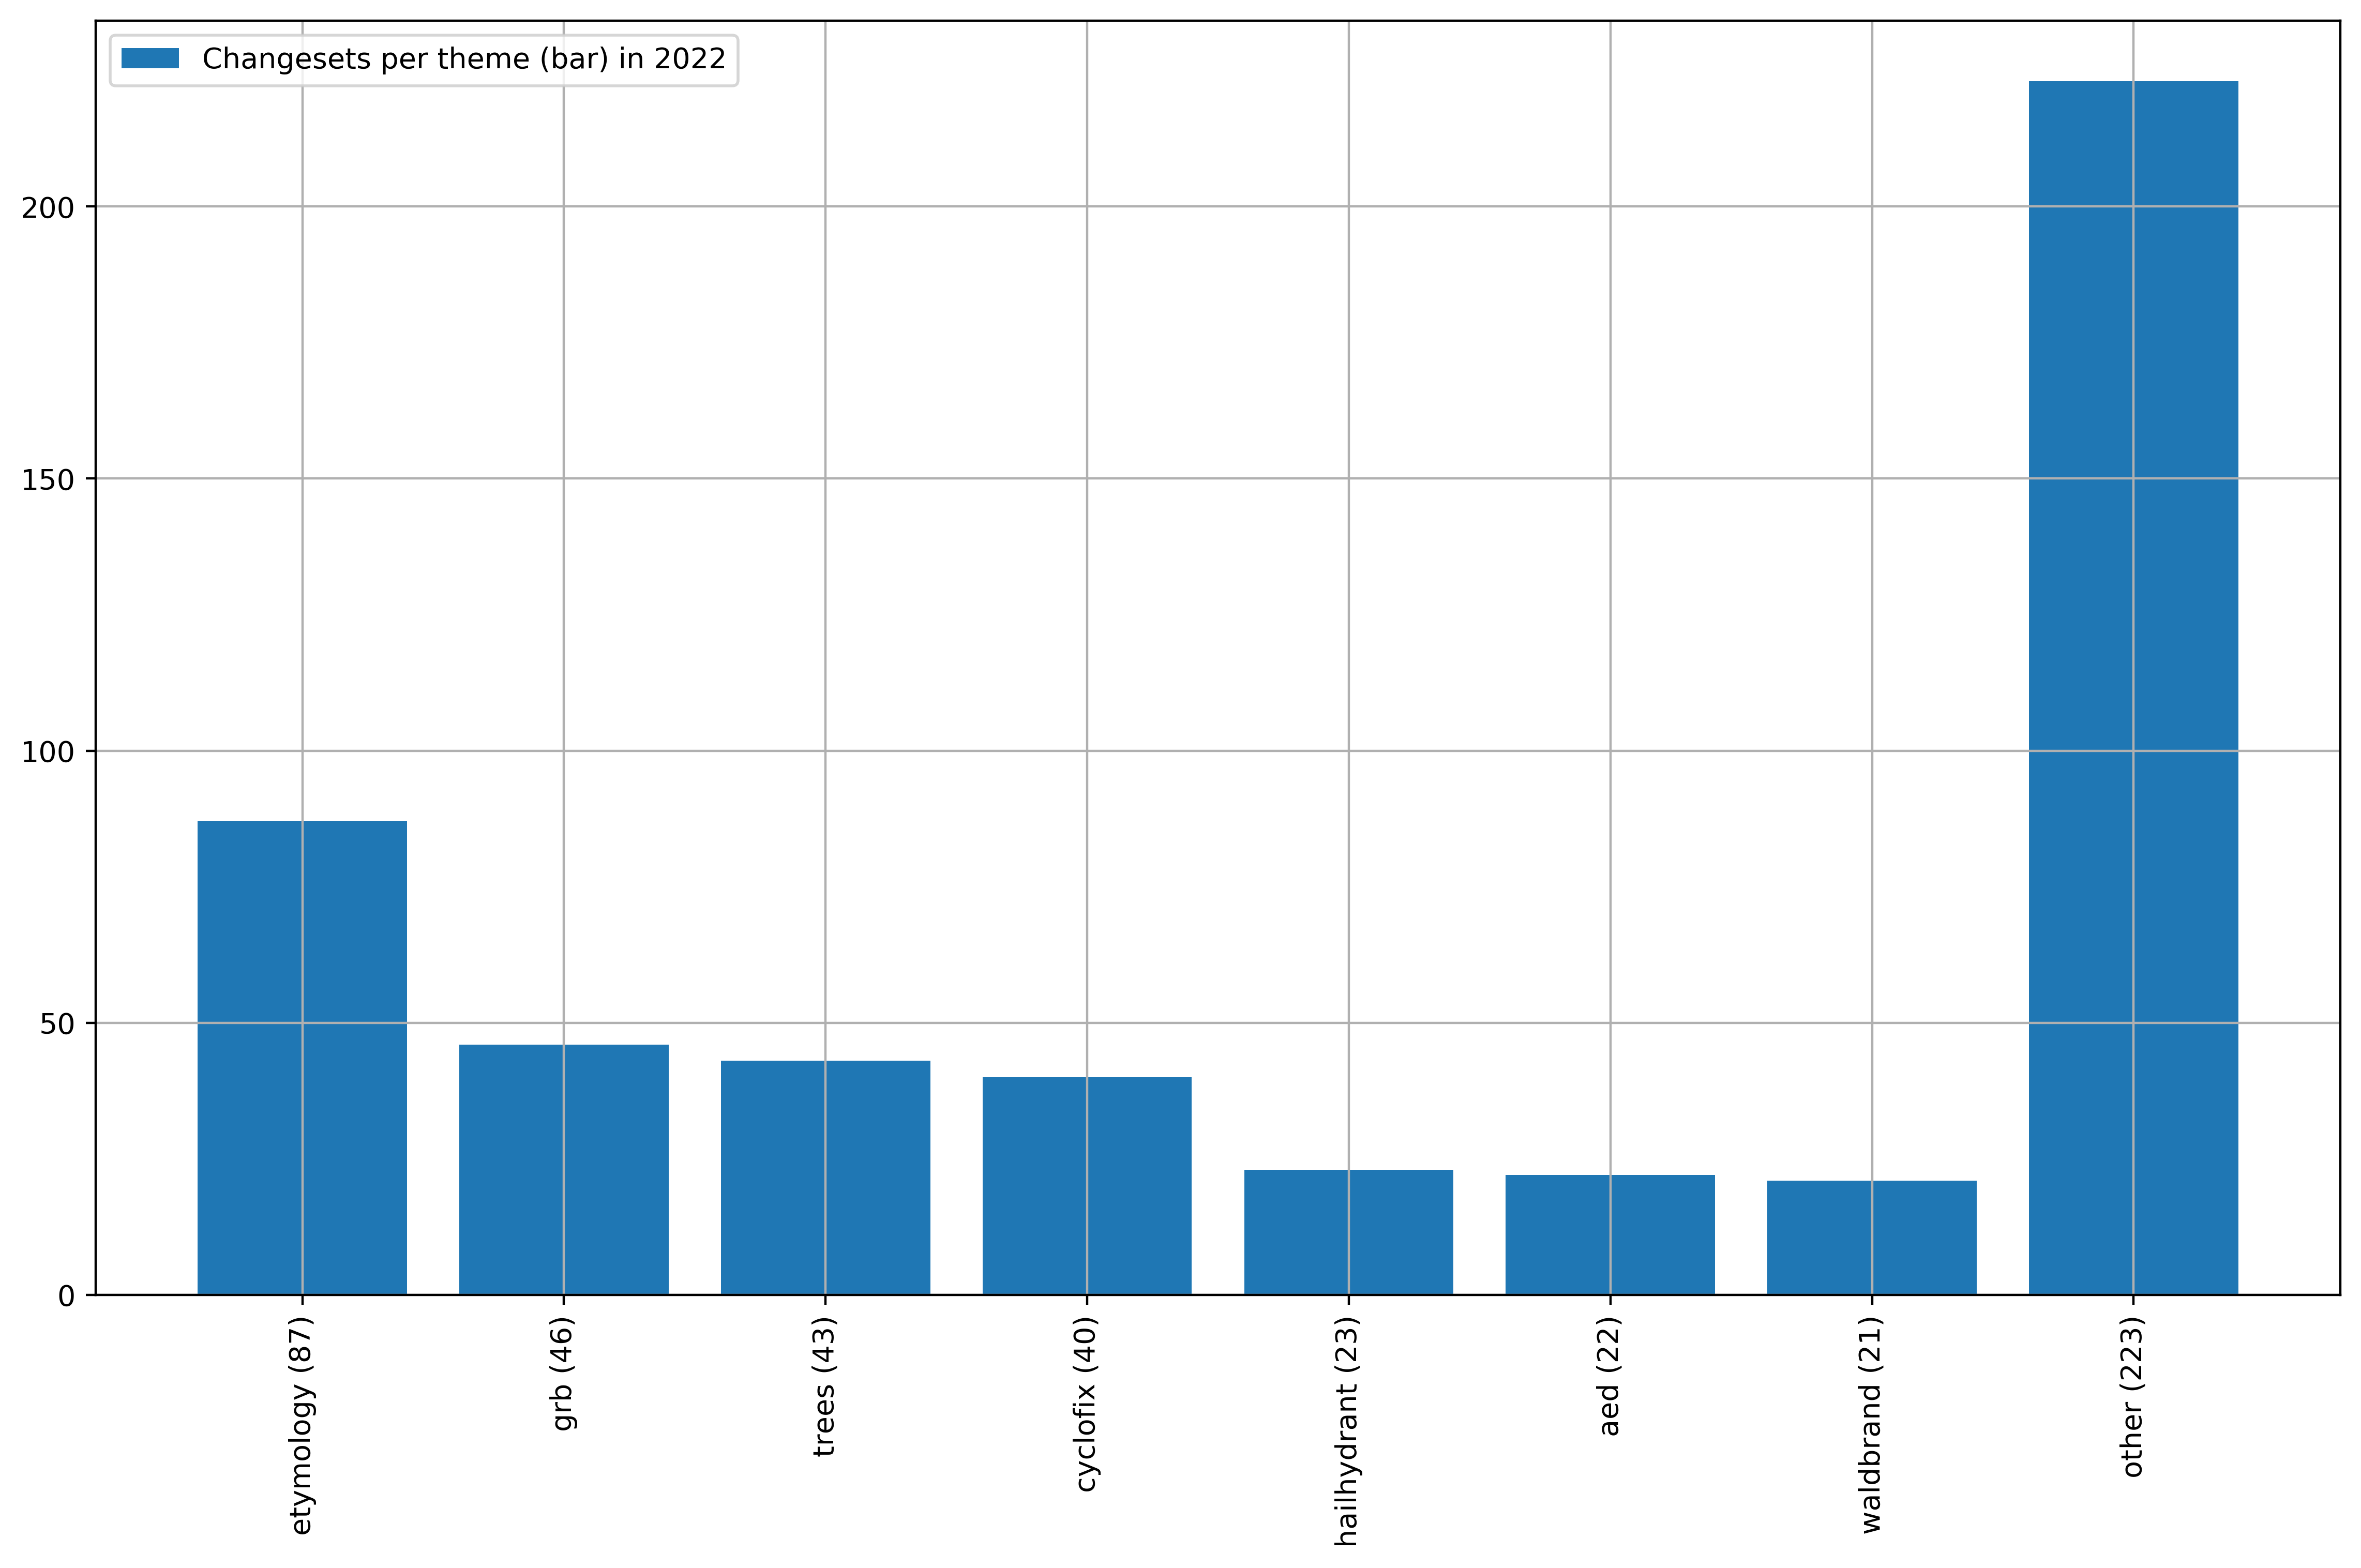 Changesets per theme (bar) in 2022
200
150
100
50
0
etymology (87)
grb (46)
trees (43)
cyclofix (40)
hailhydrant (23)
aed (22)
waldbrand (21)
other (223)